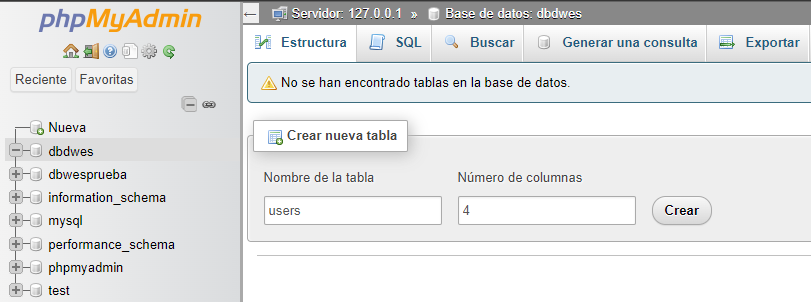 phpMyAdmin
Reciente Favoritas
Nueva
dbdwes
dbwesprueba
information_schema
mysql
performance_schema
phpmyadmin
test
← Servidor: 127.0.0.1 » Base de datos: dbdwes
Estructura SQL Buscar Generar una consulta Exportar
No se han encontrado tablas en la base de datos.
Crear nueva tabla
Nombre de la tabla Número de columnas
users 4 Crear